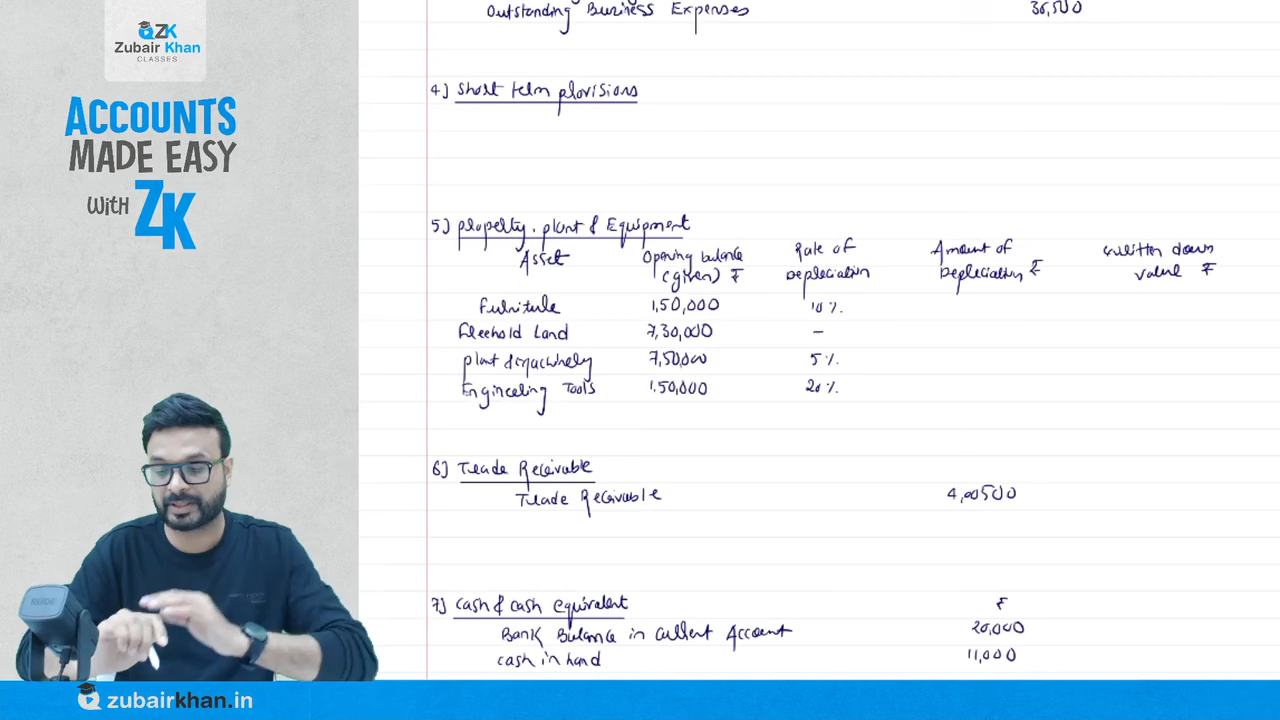 ZK
Zubair Khan
CLASSES
ACCOUNTS
MADE EASY
WITH ZK
Outstanding Business Expenses 36,500
4) Short term provisions
5) Property, plant & Equipment
Asset Opening balance (given) ₹ Rate of Depreciation Amount of Depreciation ₹ written down value ₹
Furniture 1,50,000 10%
Freehold Land 7,30,000 –
Plant & Machinery 7,50,000 5%
Engineering Tools 1,50,000 20%
6) Trade Receivable
Trade Receivable 4,00500
7) Cash & cash equivalent ₹
Bank Balance in current Account 20,000
cash in hand 11,000
RODE
zubairkhan.in